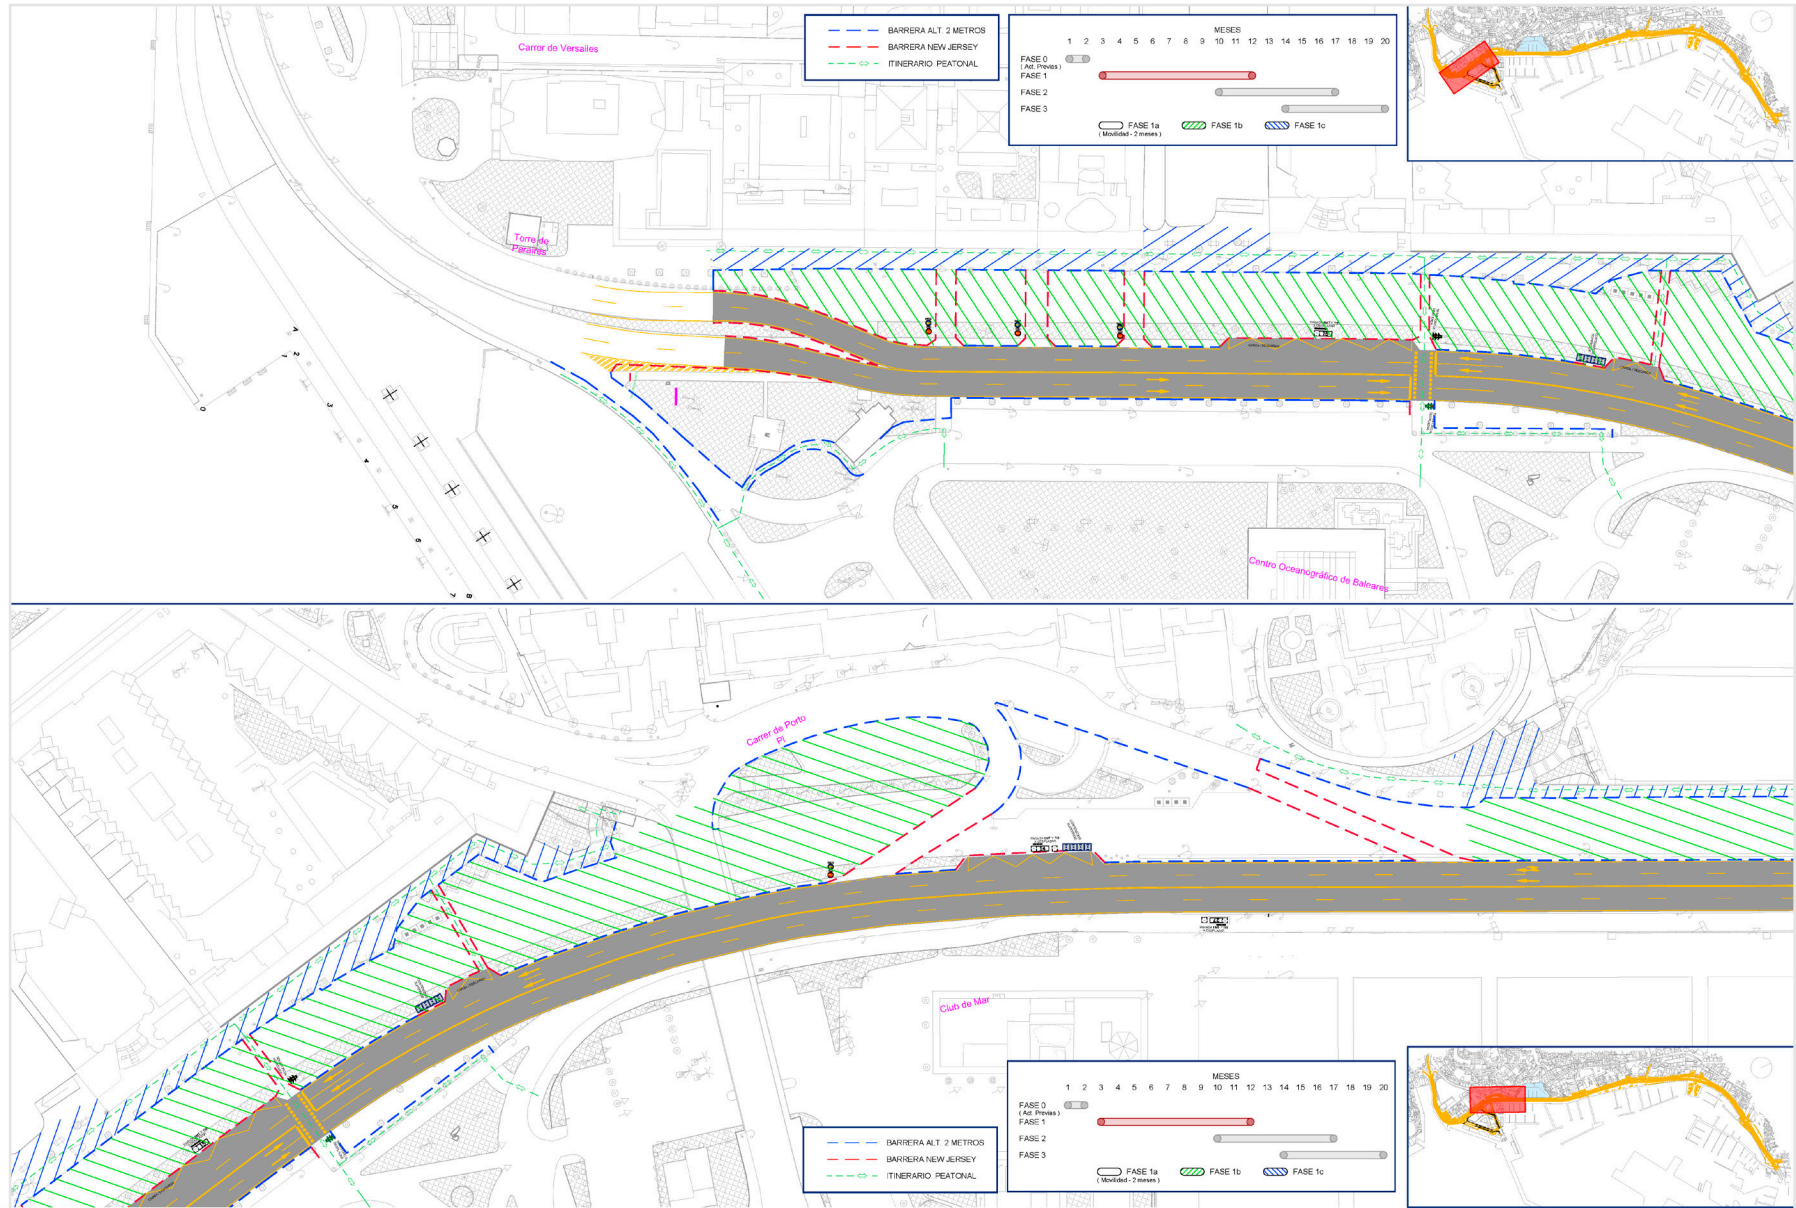 Carrer de Versalles
BARRERA ALT. 2 METROS
BARRERA NEW JERSEY
ITINERARIO PEATONAL
MESES
1 2 3 4 5 6 7 8 9 10 11 12 13 14 15 16 17 18 19 20
FASE 0
( Act. Previas )
FASE 1
FASE 2
FASE 3
FASE 1a
( Movilidad - 2 meses )
FASE 1b
FASE 1c
Torre de
Paraires
Centro Oceanográfico de Baleares
Carrer de Porto
Pi
Club de Mar
MESES
1 2 3 4 5 6 7 8 9 10 11 12 13 14 15 16 17 18 19 20
FASE 0
( Act. Previas )
FASE 1
FASE 2
FASE 3
FASE 1a
( Movilidad - 2 meses )
FASE 1b
FASE 1c
BARRERA ALT. 2 METROS
BARRERA NEW JERSEY
ITINERARIO PEATONAL